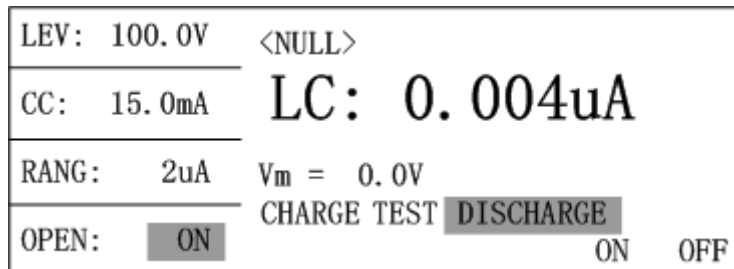 LEV: 100.0V
CC: 15.0mA
RANG: 2uA
OPEN: ON
<NULL>
LC: 0.004uA
Vm = 0.0V
CHARGE TEST DISCHARGE
ON OFF